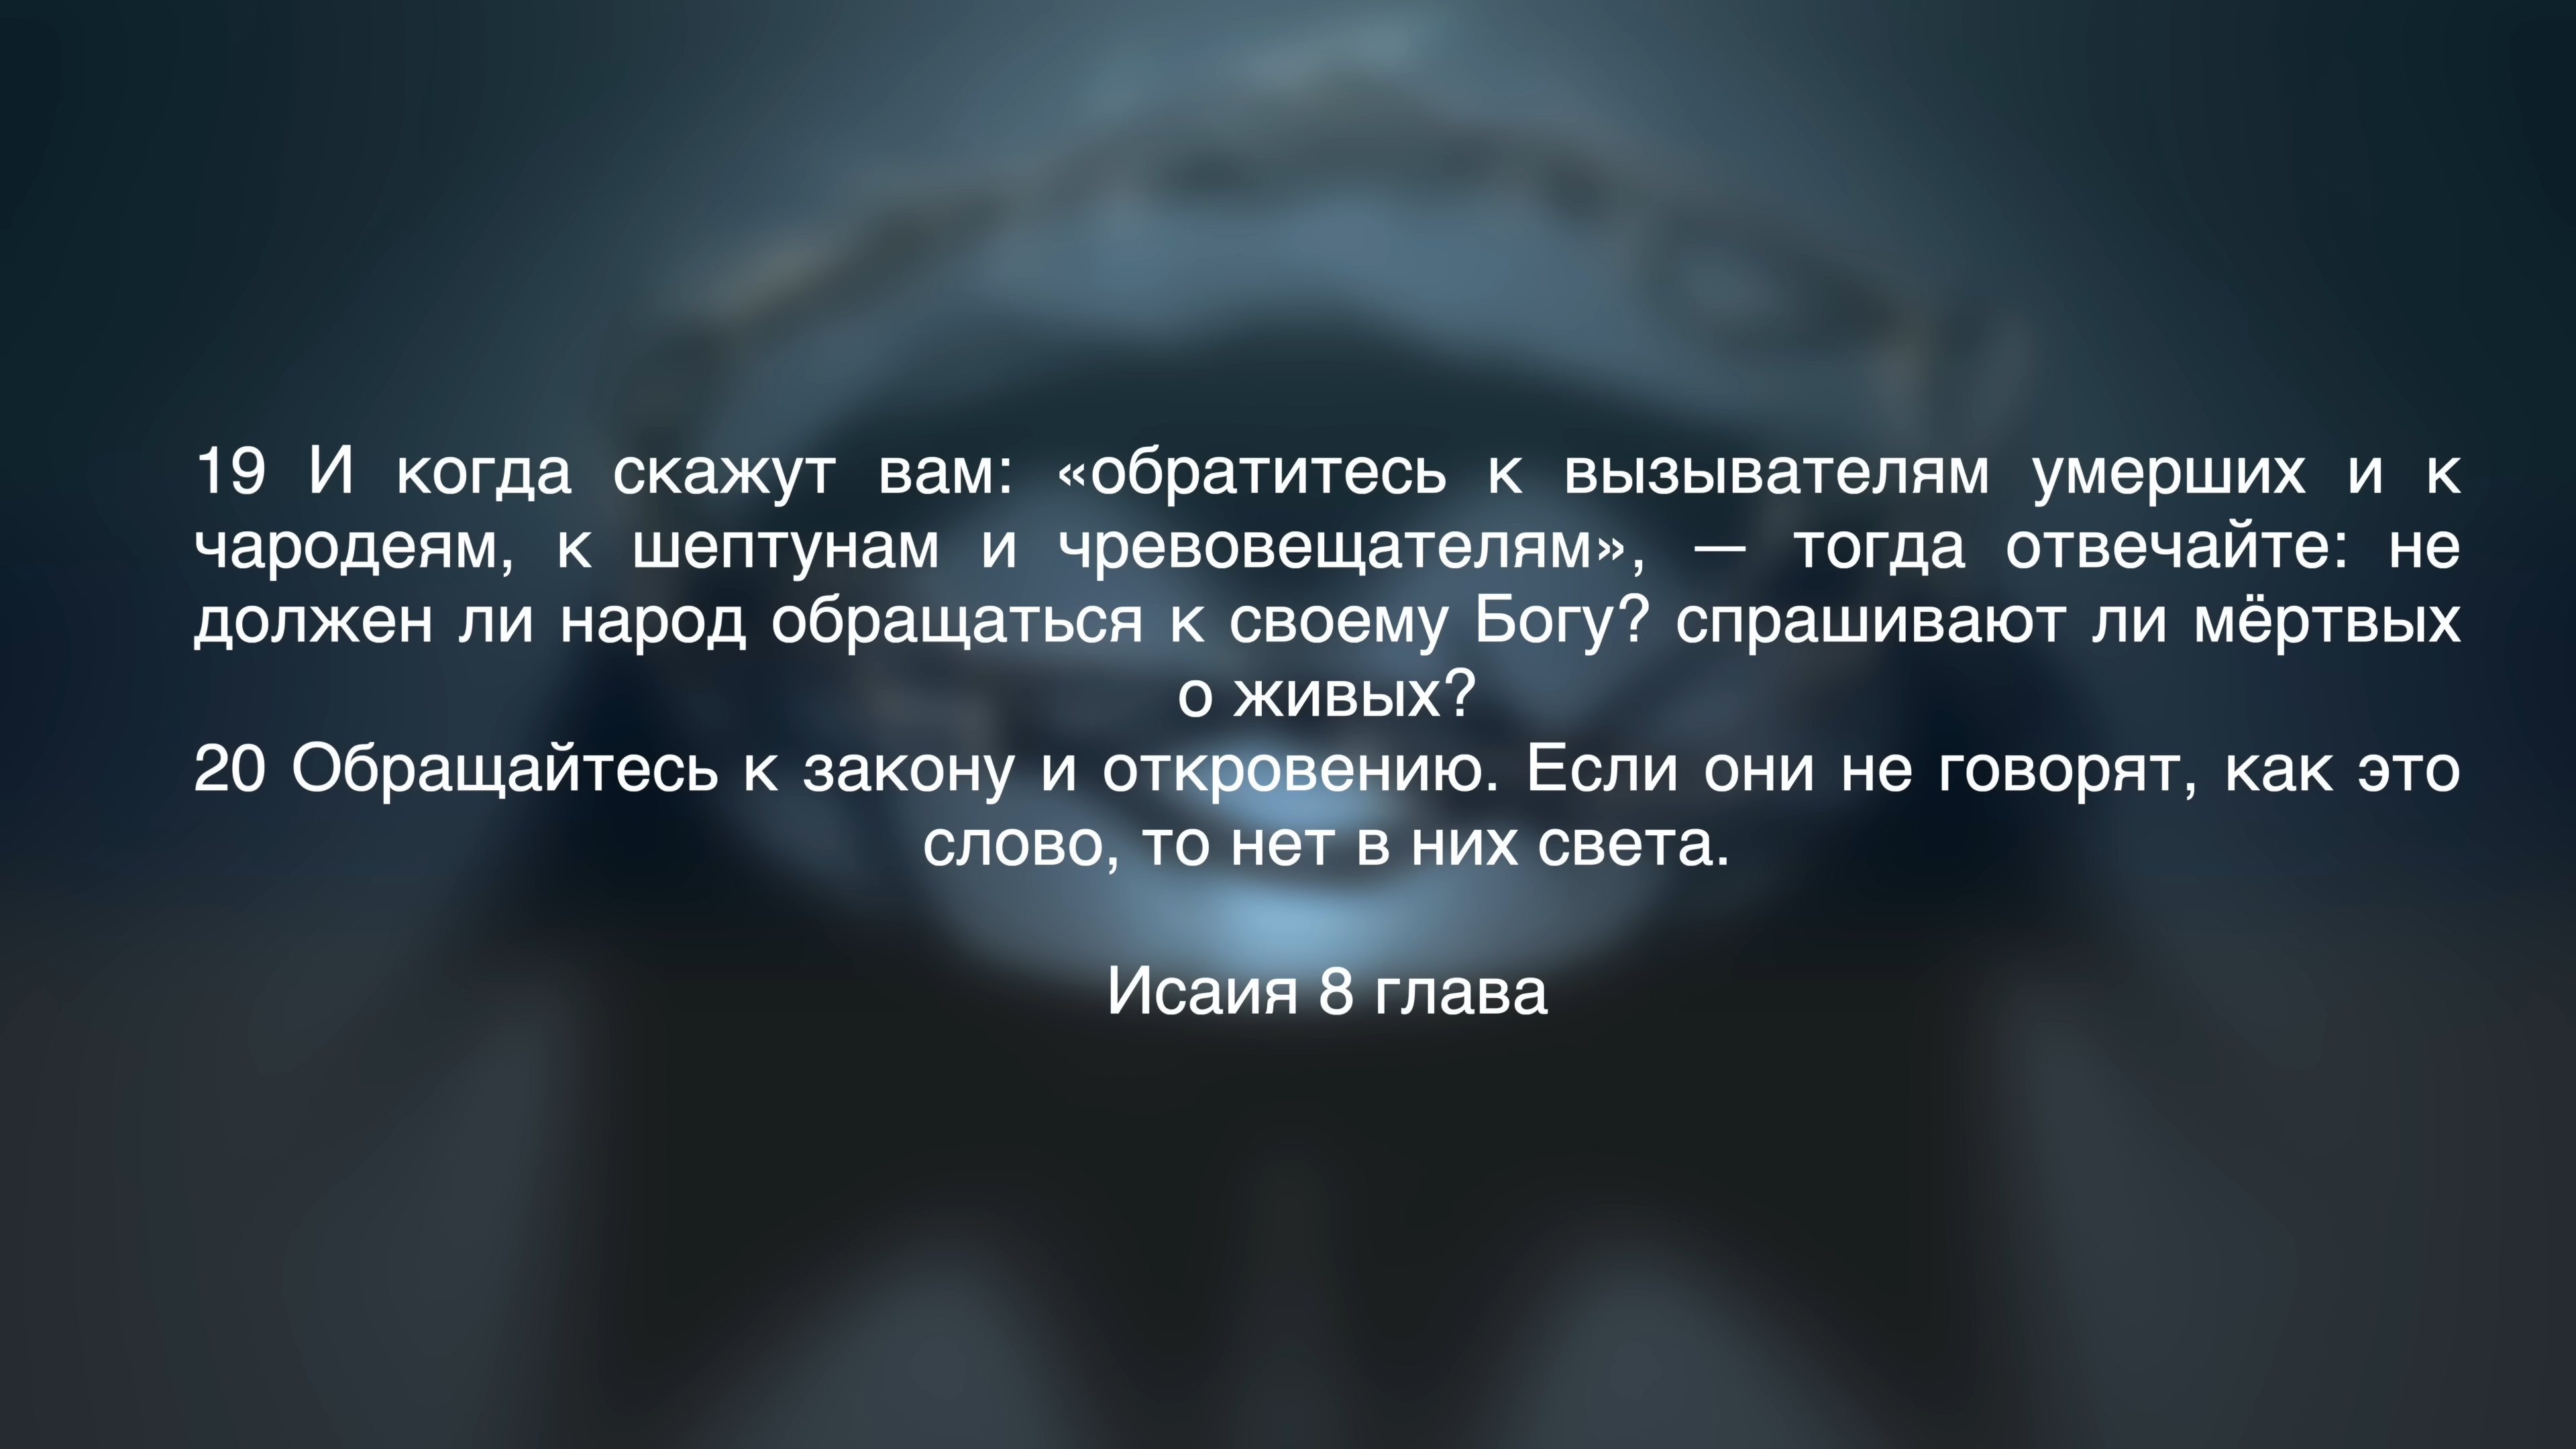 19 И когда скажут вам: «обратитесь к вызывателям умерших и к
чародеям, к шептунам и чревовещателям», — тогда отвечайте: не
должен ли народ обращаться к своему Богу? спрашивают ли мёртвых
о живых?
20 Обращайтесь к закону и откровению. Если они не говорят, как это
слово, то нет в них света.
Исаия 8 глава